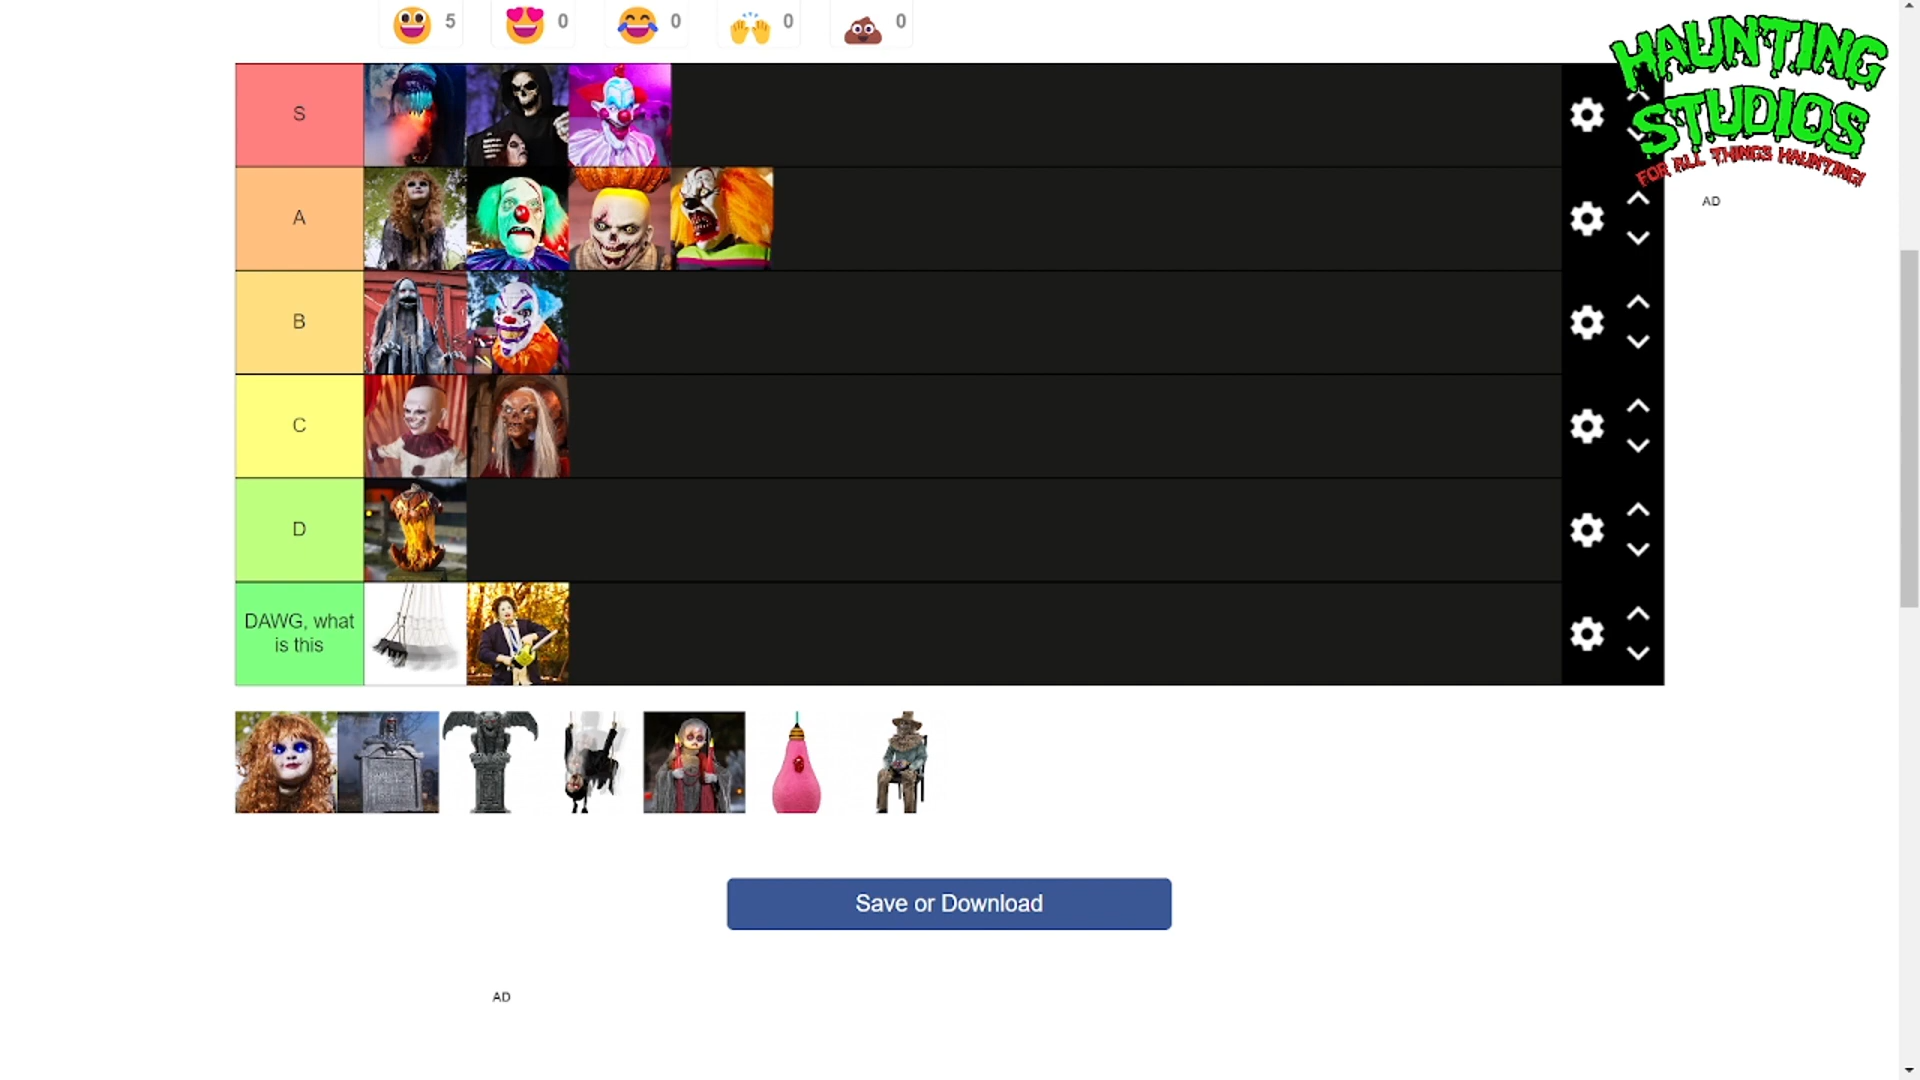 5 0 0 0 0
HAUNTING
STUDIOS
FOR ALL THINGS HAUNTING!
AD
S
A
B
C
D
DAWG, what
is this
Save or Download
AD